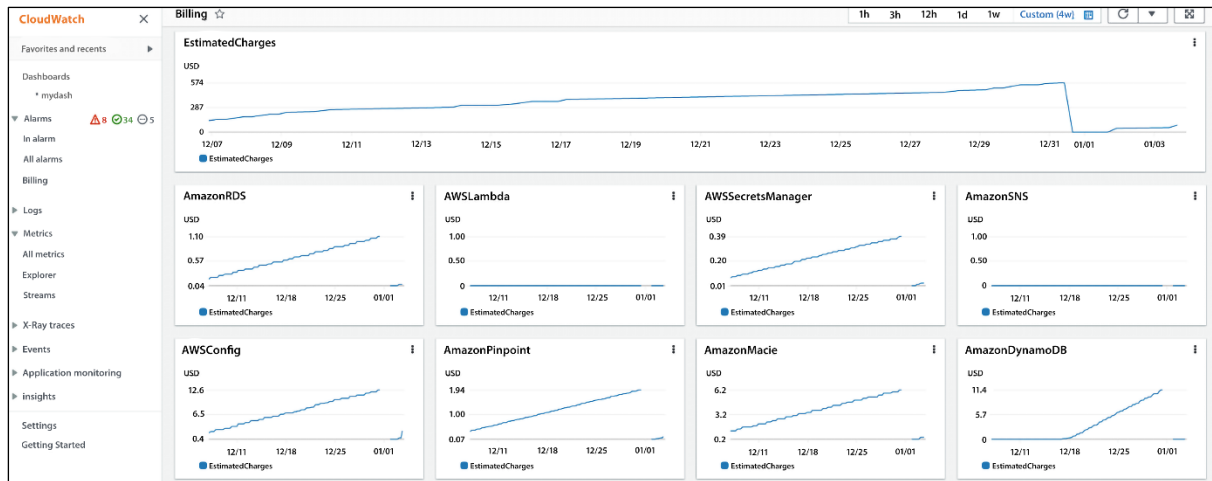 CloudWatch
Favorites and recents
Dashboards
* mydash
Alarms 8 34 5
In alarm
All alarms
Billing
Logs
Metrics
All metrics
Explorer
Streams
X-Ray traces
Events
Application monitoring
insights
Settings
Getting Started
Billing 1h 3h 12h 1d 1w Custom (4w)
EstimatedCharges
USD
574
287
0
12/07 12/09 12/11 12/13 12/15 12/17 12/19 12/21 12/23 12/25 12/27 12/29 12/31 01/01 01/03
EstimatedCharges
AmazonRDS
USD
1.10
0.57
0.04
12/11 12/18 12/25 01/01
EstimatedCharges
AWSLambda
USD
1.00
0.50
0
12/11 12/18 12/25 01/01
EstimatedCharges
AWSSecretsManager
USD
0.39
0.20
0.01
12/11 12/18 12/25 01/01
EstimatedCharges
AmazonSNS
USD
1.00
0.50
0
12/11 12/18 12/25 01/01
EstimatedCharges
AWSConfig
USD
12.6
6.5
0.4
12/11 12/18 12/25 01/01
EstimatedCharges
AmazonPinpoint
USD
1.94
1.00
0.07
12/11 12/18 12/25 01/01
EstimatedCharges
AmazonMacie
USD
6.2
3.2
0.2
12/11 12/18 12/25 01/01
EstimatedCharges
AmazonDynamoDB
USD
11.4
5.7
0
12/11 12/18 12/25 01/01
EstimatedCharges